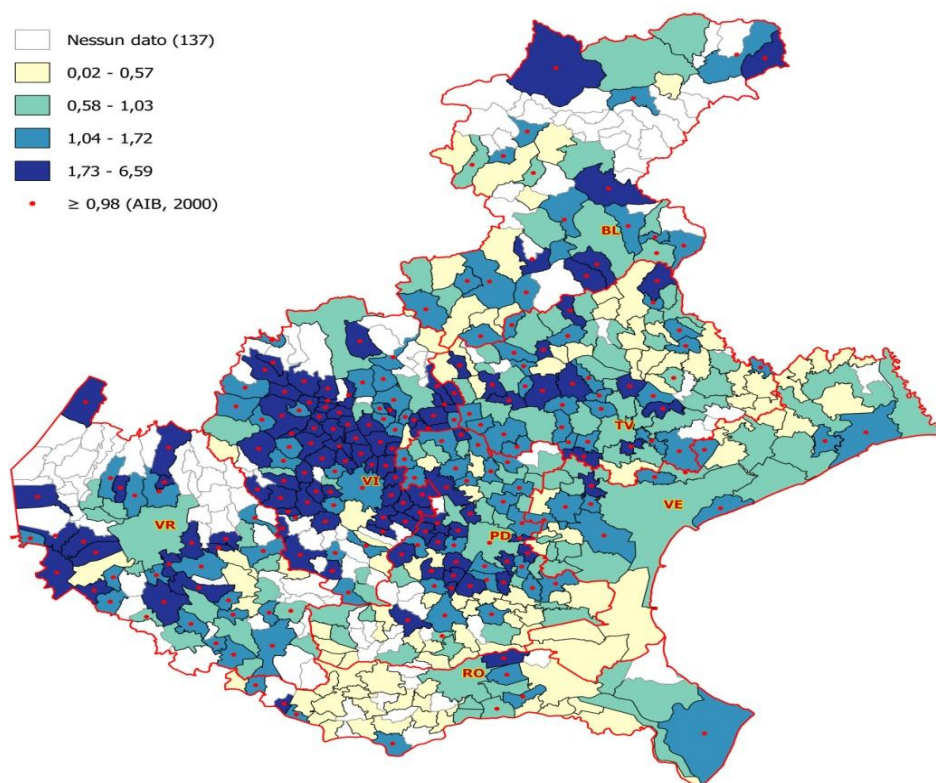 Nessun dato (137)
0,02 - 0,57
0,58 - 1,03
1,04 - 1,72
1,73 - 6,59
≥ 0,98 (AIB, 2000)
BL
TV
VI
VE
VR
PD
RO